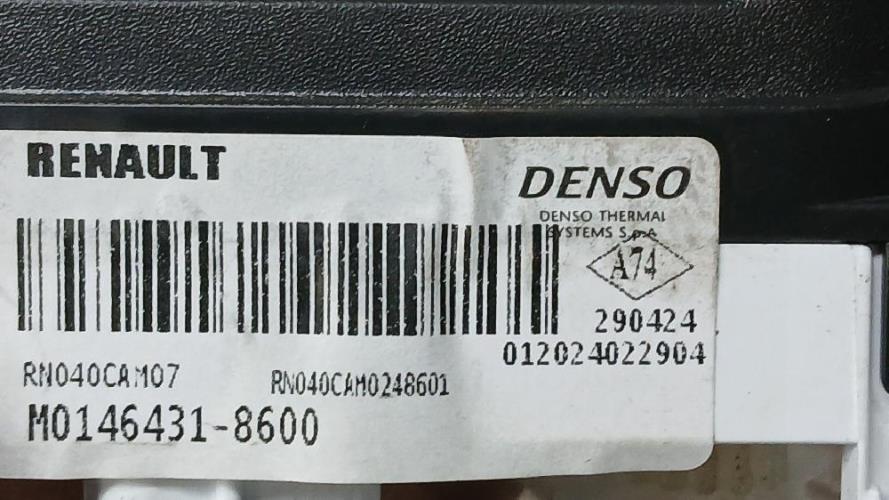 RENAULT
DENSO
DENSO THERMAL
SYSTEMS S.p.A
A74
290424
012024022904
RN040CAM07
RN040CAM0248601
M0146431-8600